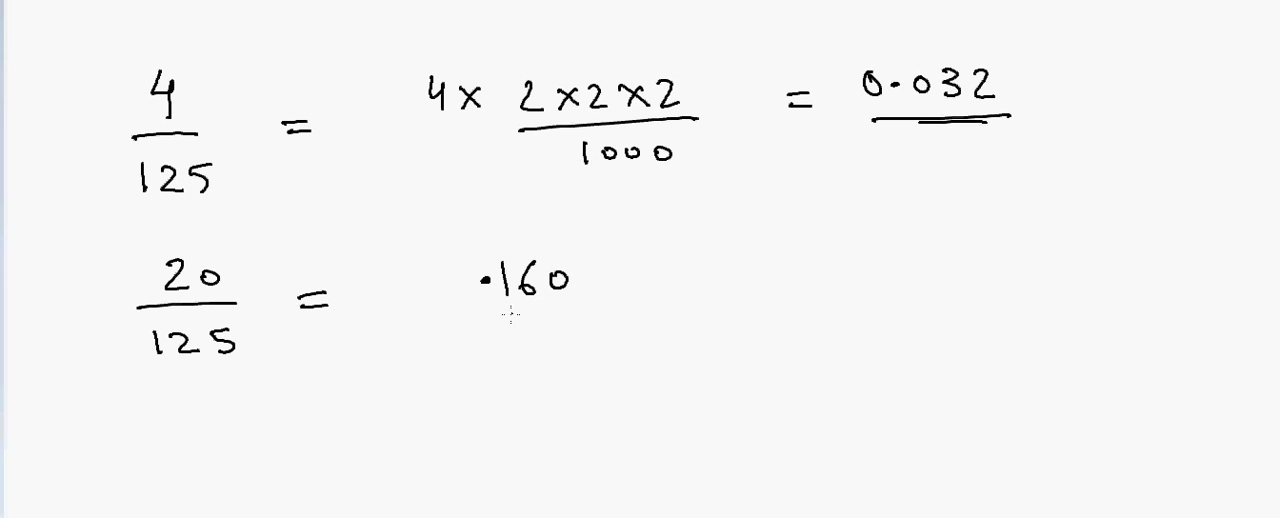 4/125 = 4 × 2×2×2/1000 = 0.032
20/125 = .160